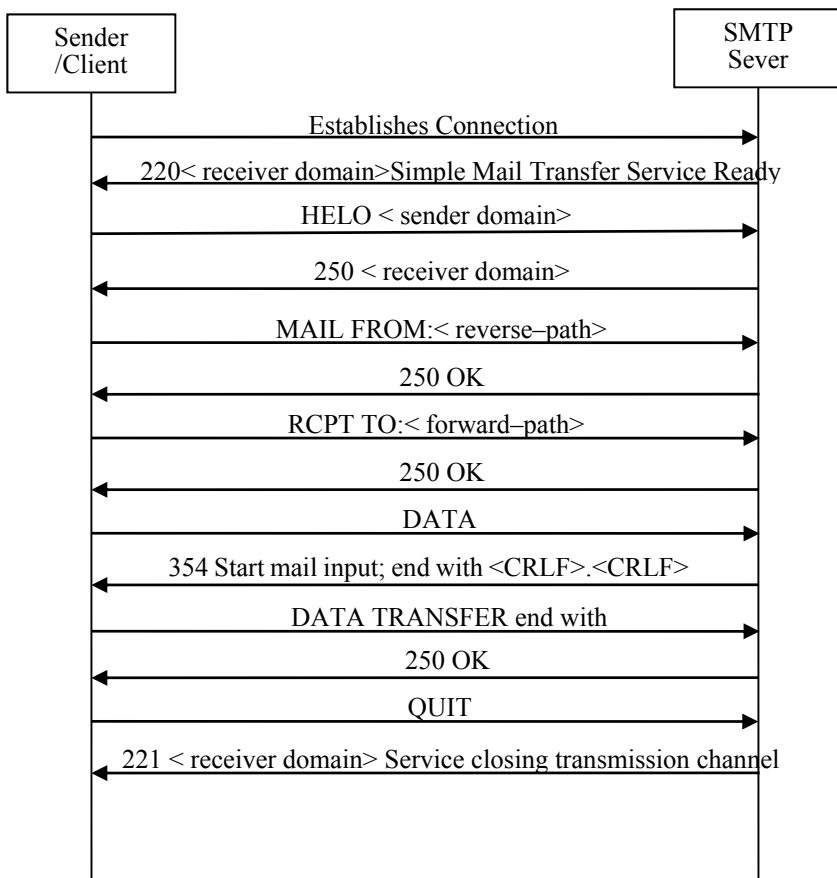 Sender
/Client
SMTP
Sever
Establishes Connection
220< receiver domain>Simple Mail Transfer Service Ready
HELO < sender domain>
250 < receiver domain>
MAIL FROM:< reverse–path>
250 OK
RCPT TO:< forward–path>
250 OK
DATA
354 Start mail input; end with <CRLF>.<CRLF>
DATA TRANSFER end with
250 OK
QUIT
221 < receiver domain> Service closing transmission channel